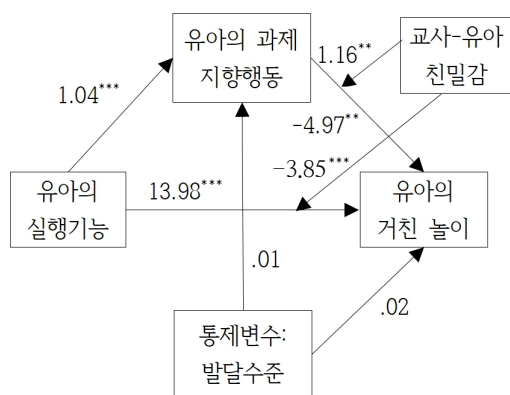 유아의 과제
지향행동
교사-유아
친밀감
1.16**
1.04***
-4.97**
-3.85***
유아의
실행기능
13.98***
유아의
거친 놀이
.01
.02
통제변수:
발달수준